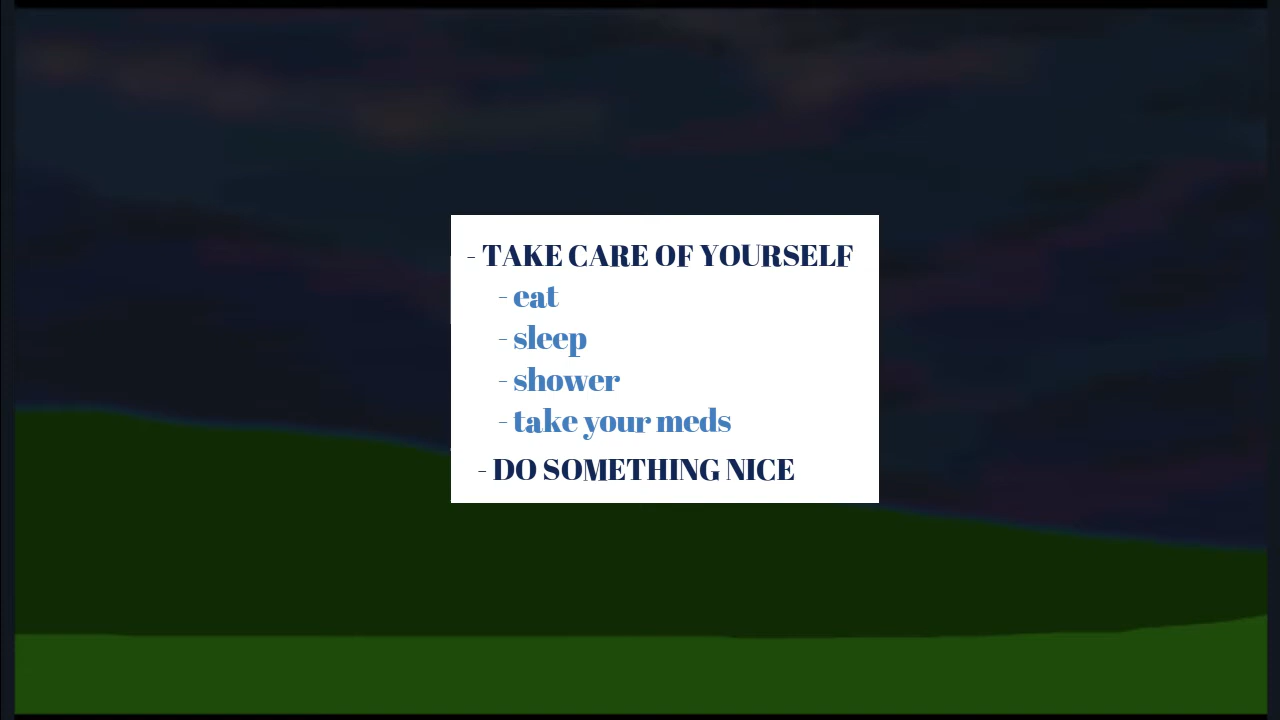 - TAKE CARE OF YOURSELF
- eat
- sleep
- shower
- take your meds
- DO SOMETHING NICE